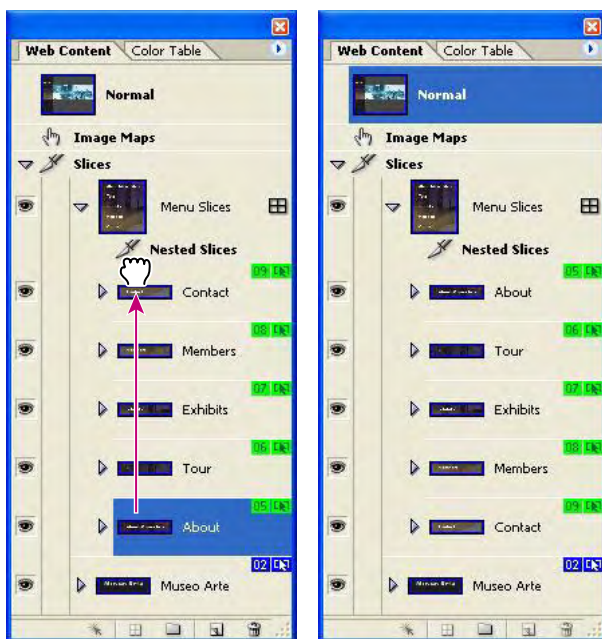 Web Content Color Table
Normal
Image Maps
Slices
Menu Slices
Nested Slices
09
Contact
08
Members
07
Exhibits
06
Tour
05
About
02
Museo Arte
Web Content Color Table
Normal
Image Maps
Slices
Menu Slices
Nested Slices
05
About
06
Tour
07
Exhibits
08
Members
09
Contact
02
Museo Arte